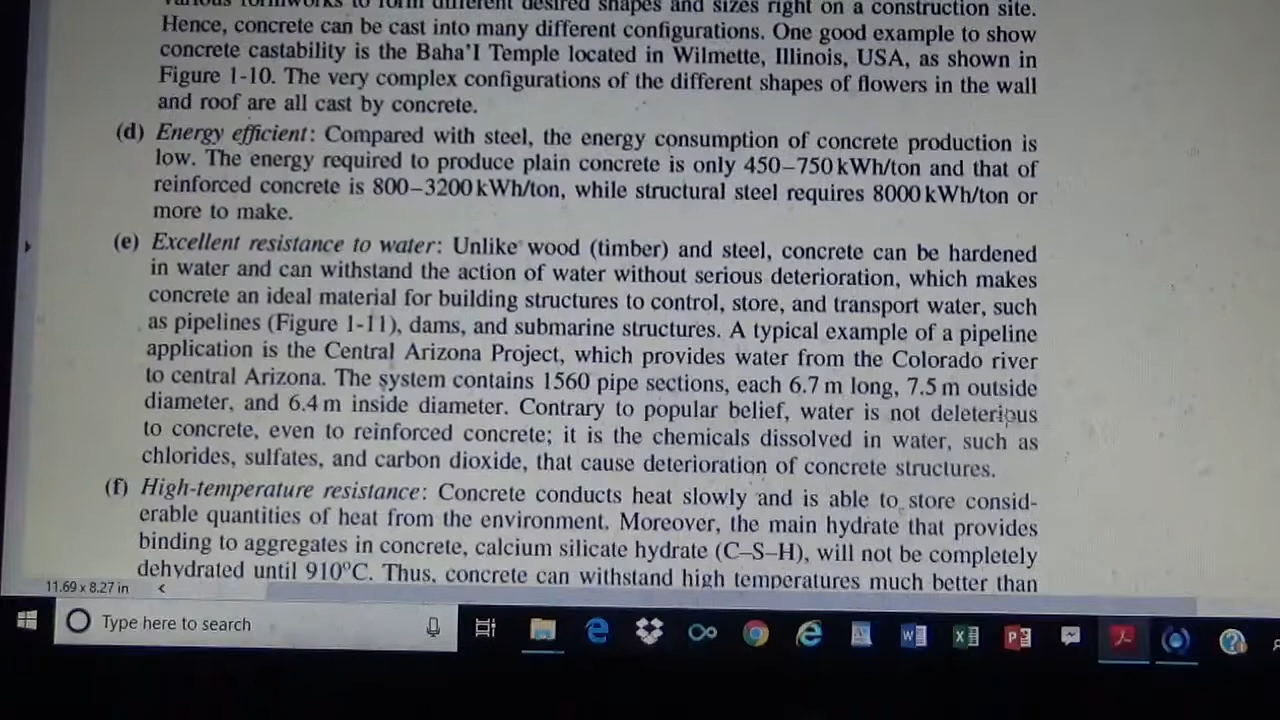 various formworks to form different desired shapes and sizes right on a construction site.
Hence, concrete can be cast into many different configurations. One good example to show
concrete castability is the Baha'I Temple located in Wilmette, Illinois, USA, as shown in
Figure 1-10. The very complex configurations of the different shapes of flowers in the wall
and roof are all cast by concrete.
(d) Energy efficient: Compared with steel, the energy consumption of concrete production is
low. The energy required to produce plain concrete is only 450–750 kWh/ton and that of
reinforced concrete is 800–3200 kWh/ton, while structural steel requires 8000 kWh/ton or
more to make.
(e) Excellent resistance to water: Unlike wood (timber) and steel, concrete can be hardened
in water and can withstand the action of water without serious deterioration, which makes
concrete an ideal material for building structures to control, store, and transport water, such
as pipelines (Figure 1-11), dams, and submarine structures. A typical example of a pipeline
application is the Central Arizona Project, which provides water from the Colorado river
to central Arizona. The system contains 1560 pipe sections, each 6.7 m long, 7.5 m outside
diameter, and 6.4 m inside diameter. Contrary to popular belief, water is not deleterious
to concrete, even to reinforced concrete; it is the chemicals dissolved in water, such as
chlorides, sulfates, and carbon dioxide, that cause deterioration of concrete structures.
(f) High-temperature resistance: Concrete conducts heat slowly and is able to store consid-
erable quantities of heat from the environment. Moreover, the main hydrate that provides
binding to aggregates in concrete, calcium silicate hydrate (C–S–H), will not be completely
dehydrated until 910°C. Thus, concrete can withstand high temperatures much better than
11.69 x 8.27 in
Type here to search